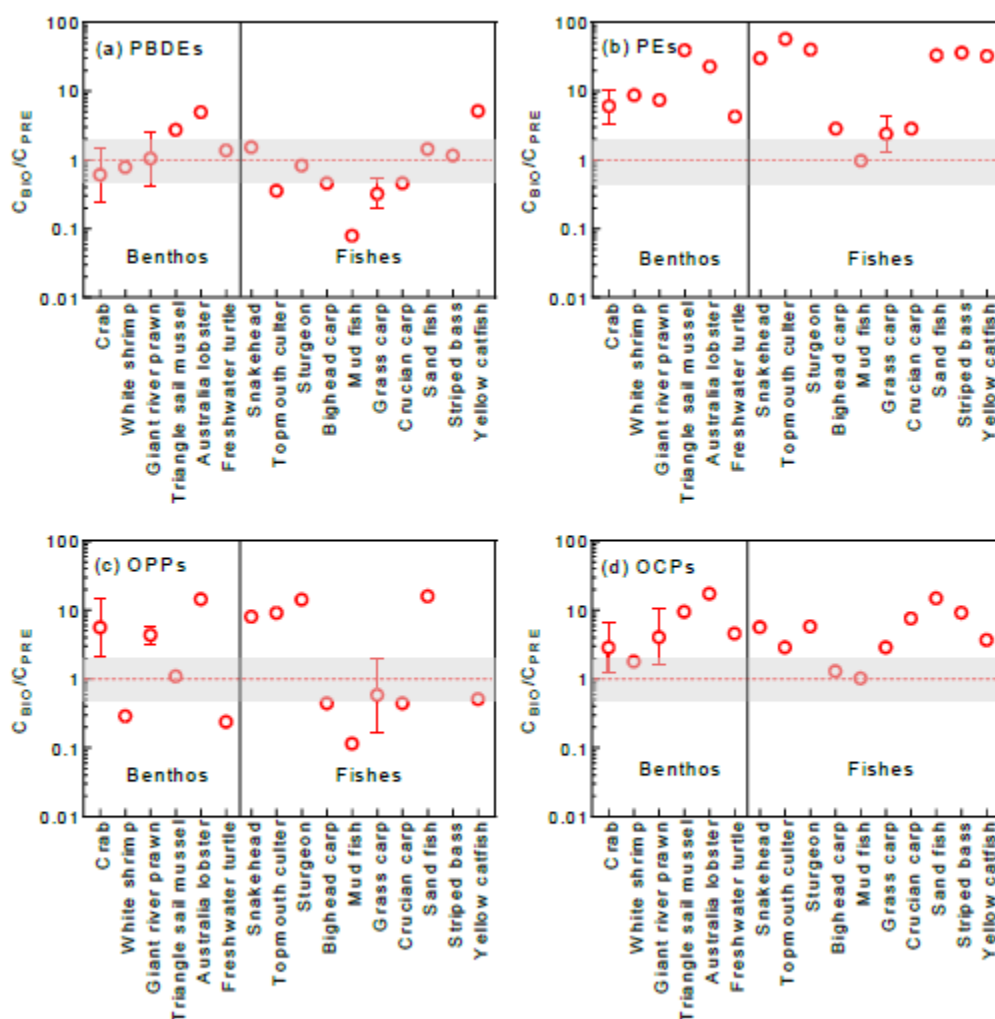 100
(a) PBDEs
10
1
0.1
0.01
C_BIO/C_PRE
Benthos
Fishes
Crab
White shrimp
Giant river prawn
Triangle sail mussel
Australia lobster
Freshwater turtle
Snakehead
Topmouth culter
Sturgeon
Bighead carp
Mud fish
Grass carp
Crucian carp
Sand fish
Striped bass
Yellow catfish
100
(b) PEs
10
1
0.1
0.01
C_BIO/C_PRE
Benthos
Fishes
Crab
White shrimp
Giant river prawn
Triangle sail mussel
Australia lobster
Freshwater turtle
Snakehead
Topmouth culter
Sturgeon
Bighead carp
Mud fish
Grass carp
Crucian carp
Sand fish
Striped bass
Yellow catfish
100
(c) OPPs
10
1
0.1
0.01
C_BIO/C_PRE
Benthos
Fishes
Crab
White shrimp
Giant river prawn
Triangle sail mussel
Australia lobster
Freshwater turtle
Snakehead
Topmouth culter
Sturgeon
Bighead carp
Mud fish
Grass carp
Crucian carp
Sand fish
Striped bass
Yellow catfish
100
(d) OCPs
10
1
0.1
0.01
C_BIO/C_PRE
Benthos
Fishes
Crab
White shrimp
Giant river prawn
Triangle sail mussel
Australia lobster
Freshwater turtle
Snakehead
Topmouth culter
Sturgeon
Bighead carp
Mud fish
Grass carp
Crucian carp
Sand fish
Striped bass
Yellow catfish